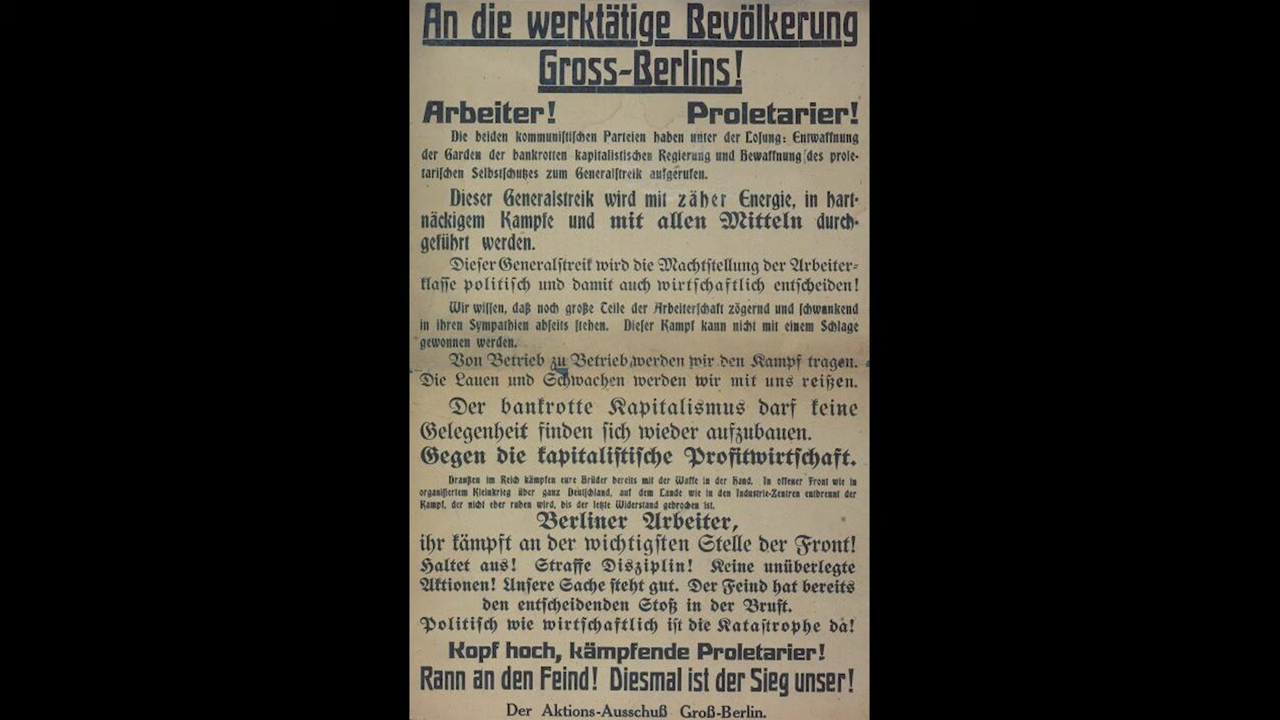 An die werktätige Bevölkerung
Gross-Berlins!
Arbeiter! Proletarier!
Die beiden kommunistischen Parteien haben unter der Losung: Entwaffnung
der Garden der bankrotten kapitalistischen Regierung und Bewaffnung des prole-
tarischen Selbstschutzes zum Generalstreik aufgerufen.
Dieser Generalstreik wird mit zäher Energie, in hart-
näckigem Kampfe und mit allen Mitteln durch-
geführt werden.
Dieser Generalstreik wird die Machtstellung der Arbeiter-
klasse politisch und damit auch wirtschaftlich entscheiden!
Wir wissen, daß noch große Teile der Arbeiterschaft zögernd und schwankend
in ihren Sympathien abseits stehen. Dieser Kampf kann nicht mit einem Schlage
gewonnen werden.
Von Betrieb zu Betrieb werden wir den Kampf tragen.
Die Lauen und Schwachen werden wir mit uns reißen.
Der bankrotte Kapitalismus darf keine
Gelegenheit finden sich wieder aufzubauen.
Gegen die kapitalistische Profitwirtschaft.
Draußen im Reich kämpfen eure Brüder bereits mit der Waffe in der Hand. In offener Front wie in
organisiertem Kleinkrieg über ganz Deutschland, auf dem Lande wie in den Industrie-Zentren entbrennt der
Kampf, der nicht eher ruhen wird, bis der letzte Widerstand gebrochen ist.
Berliner Arbeiter,
ihr kämpft an der wichtigsten Stelle der Front!
Haltet aus! Straffe Disziplin! Keine unüberlegte
Aktionen! Unsere Sache steht gut. Der Feind hat bereits
den entscheidenden Stoß in der Brust.
Politisch wie wirtschaftlich ist die Katastrophe da!
Kopf hoch, kämpfende Proletarier!
Rann an den Feind! Diesmal ist der Sieg unser!
Der Aktions-Ausschuß Groß-Berlin.